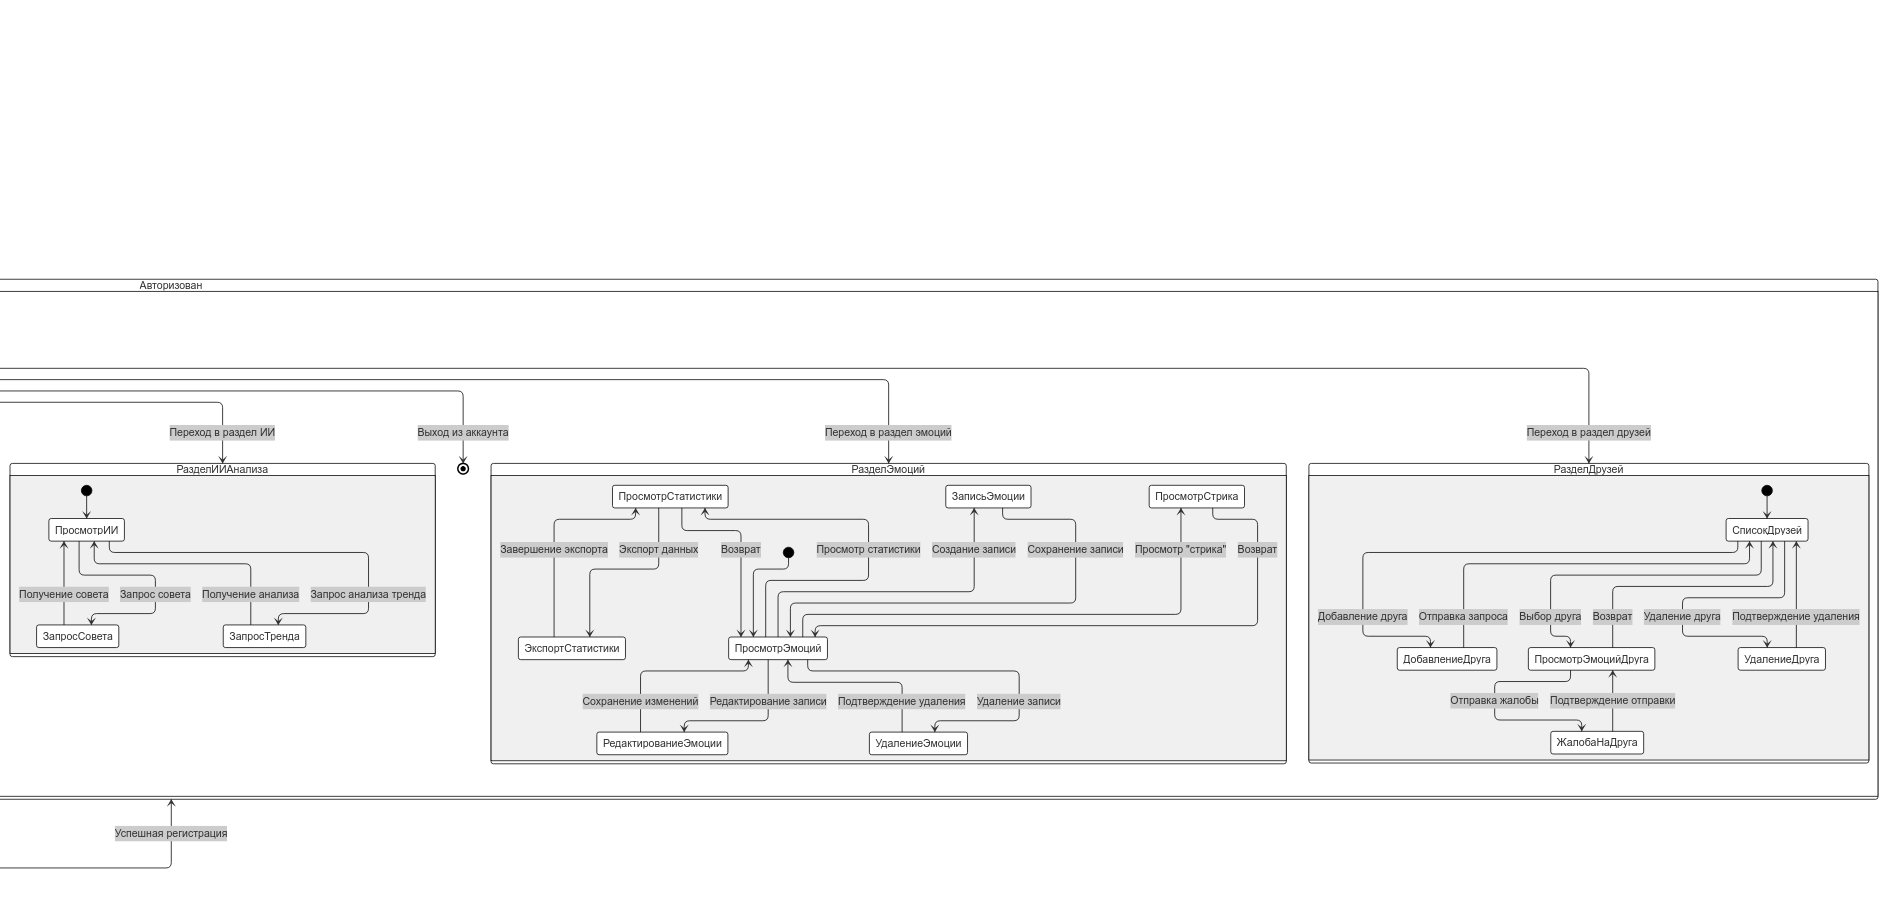 Авторизован
Переход в раздел ИИ
Выход из аккаунта
Переход в раздел эмоций
Переход в раздел друзей
РазделИИАнализа
ПросмотрИИ
Получение совета
Запрос совета
Получение анализа
Запрос анализа тренда
ЗапросСовета
ЗапросТренда
РазделЭмоций
ПросмотрСтатистики
ЗаписьЭмоции
ПросмотрСтрика
Завершение экспорта
Экспорт данных
Возврат
Просмотр статистики
Создание записи
Сохранение записи
Просмотр "стрика"
Возврат
ЭкспортСтатистики
ПросмотрЭмоций
Сохранение изменений
Редактирование записи
Подтверждение удаления
Удаление записи
РедактированиеЭмоции
УдалениеЭмоции
РазделДрузей
СписокДрузей
Добавление друга
Отправка запроса
Выбор друга
Возврат
Удаление друга
Подтверждение удаления
ДобавлениеДруга
ПросмотрЭмоцийДруга
УдалениеДруга
Отправка жалобы
Подтверждение отправки
ЖалобаНаДруга
Успешная регистрация